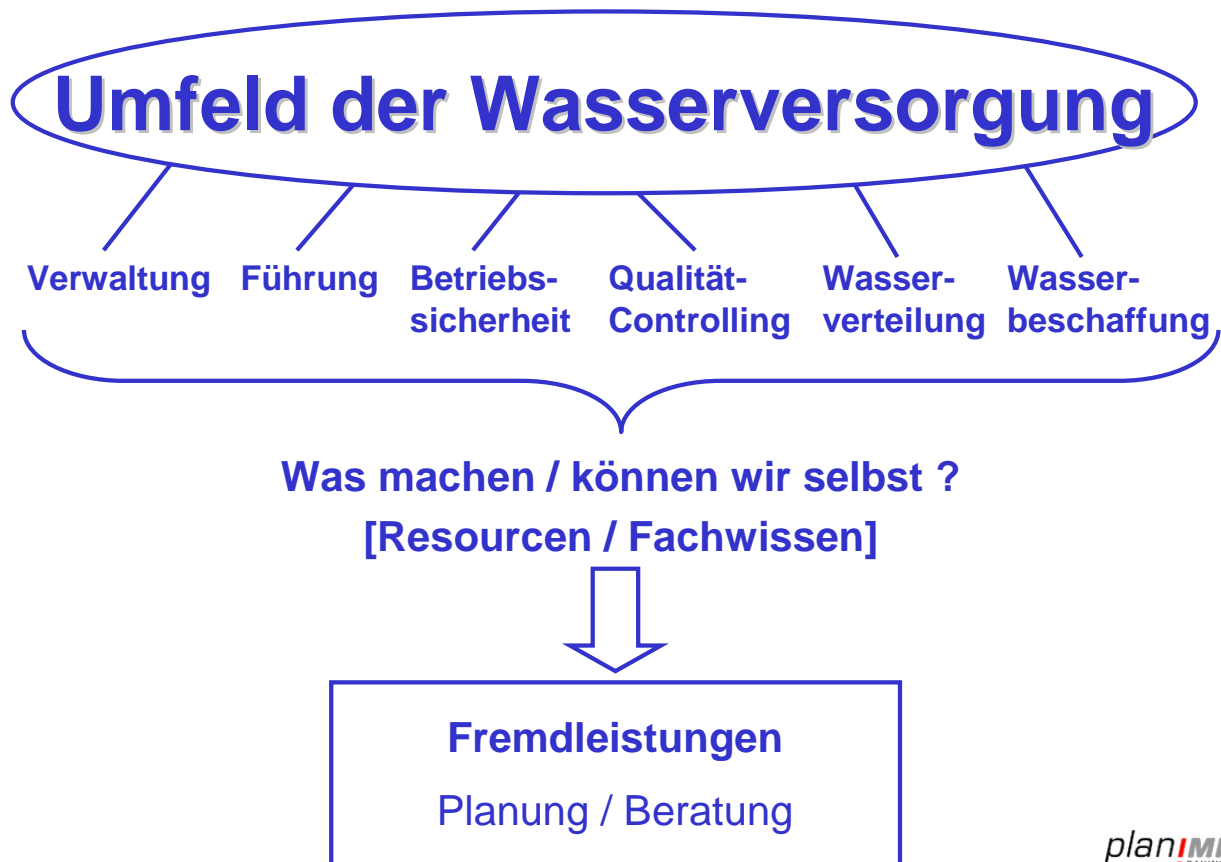 Umfeld der Wasserversorgung
Verwaltung Führung Betriebs- Qualität- Wasser- Wasser-
sicherheit Controlling verteilung beschaffung
Was machen / können wir selbst ?
[Resourcen / Fachwissen]
Fremdleistungen
Planung / Beratung